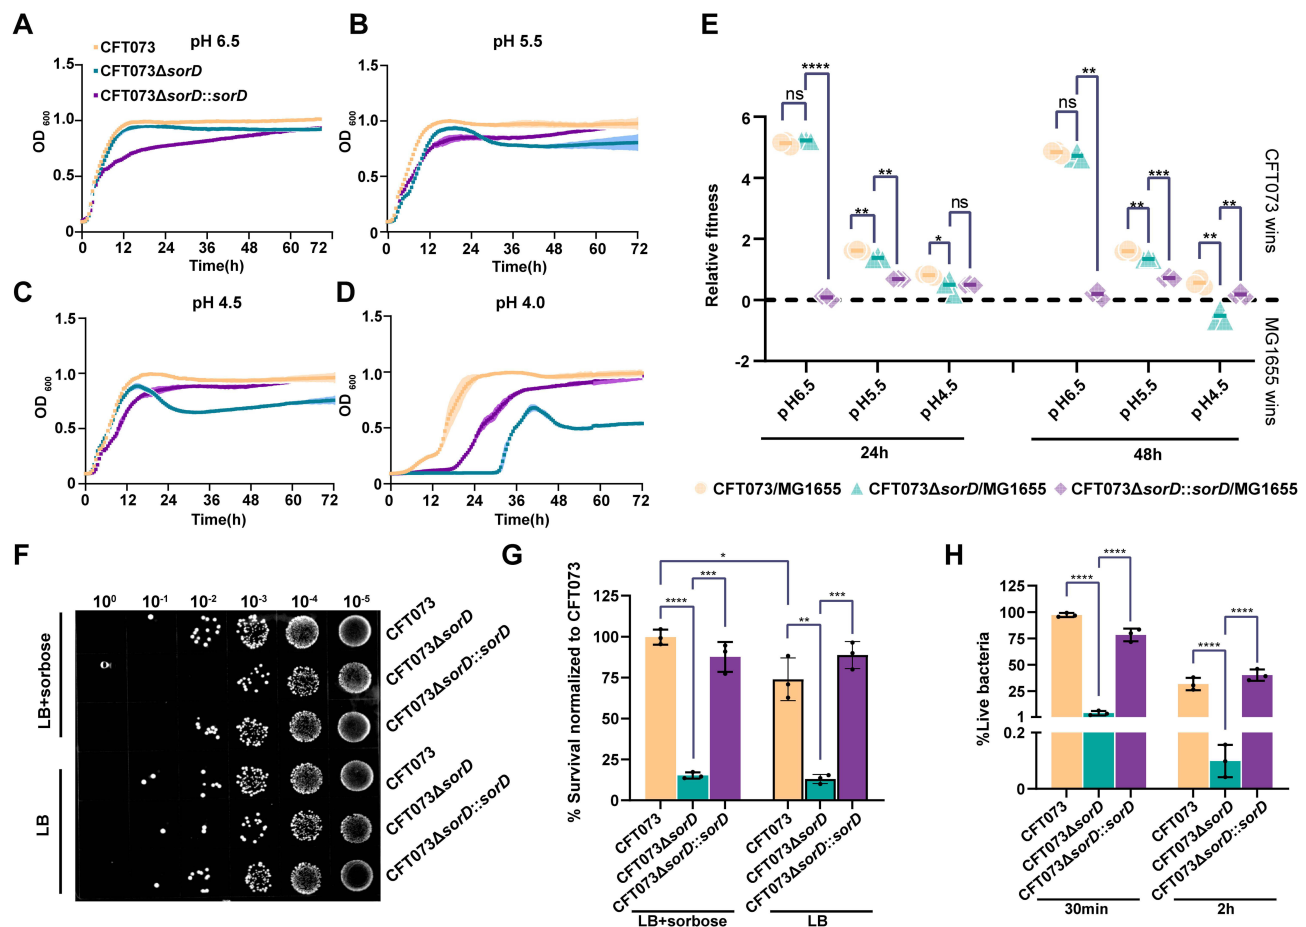 A
pH 6.5
CFT073
CFT073ΔsorD
CFT073ΔsorD::sorD
1.5
1.0
0.5
0
OD 600
0 12 24 36 48 60 72
Time(h)
B
pH 5.5
1.5
1.0
0.5
0
OD 600
0 12 24 36 48 60 72
Time(h)
C
pH 4.5
1.5
1.0
0.5
0
OD 600
0 12 24 36 48 60 72
Time(h)
D
pH 4.0
1.5
1.0
0.5
0
OD 600
0 12 24 36 48 60 72
Time(h)
E
6
4
2
0
-2
Relative fitness
ns
****
**
**
*
ns
ns
**
**
***
**
**
CFT073 wins
MG1655 wins
pH6.5
pH5.5
pH4.5
pH6.5
pH5.5
pH4.5
24h
48h
CFT073/MG1655
CFT073ΔsorD/MG1655
CFT073ΔsorD::sorD/MG1655
F
10⁰ 10⁻¹ 10⁻² 10⁻³ 10⁻⁴ 10⁻⁵
LB+sorbose
LB
CFT073
CFT073ΔsorD
CFT073ΔsorD::sorD
CFT073
CFT073ΔsorD
CFT073ΔsorD::sorD
G
% Survival normalized to CFT073
125
100
75
50
25
0
*
****
***
**
***
CFT073
CFT073ΔsorD
CFT073ΔsorD::sorD
CFT073
CFT073ΔsorD
CFT073ΔsorD::sorD
LB+sorbose
LB
H
%Live bacteria
125
97
75
50
25
1
0.2
0
****
****
****
****
CFT073
CFT073ΔsorD
CFT073ΔsorD::sorD
CFT073
CFT073ΔsorD
CFT073ΔsorD::sorD
30min
2h